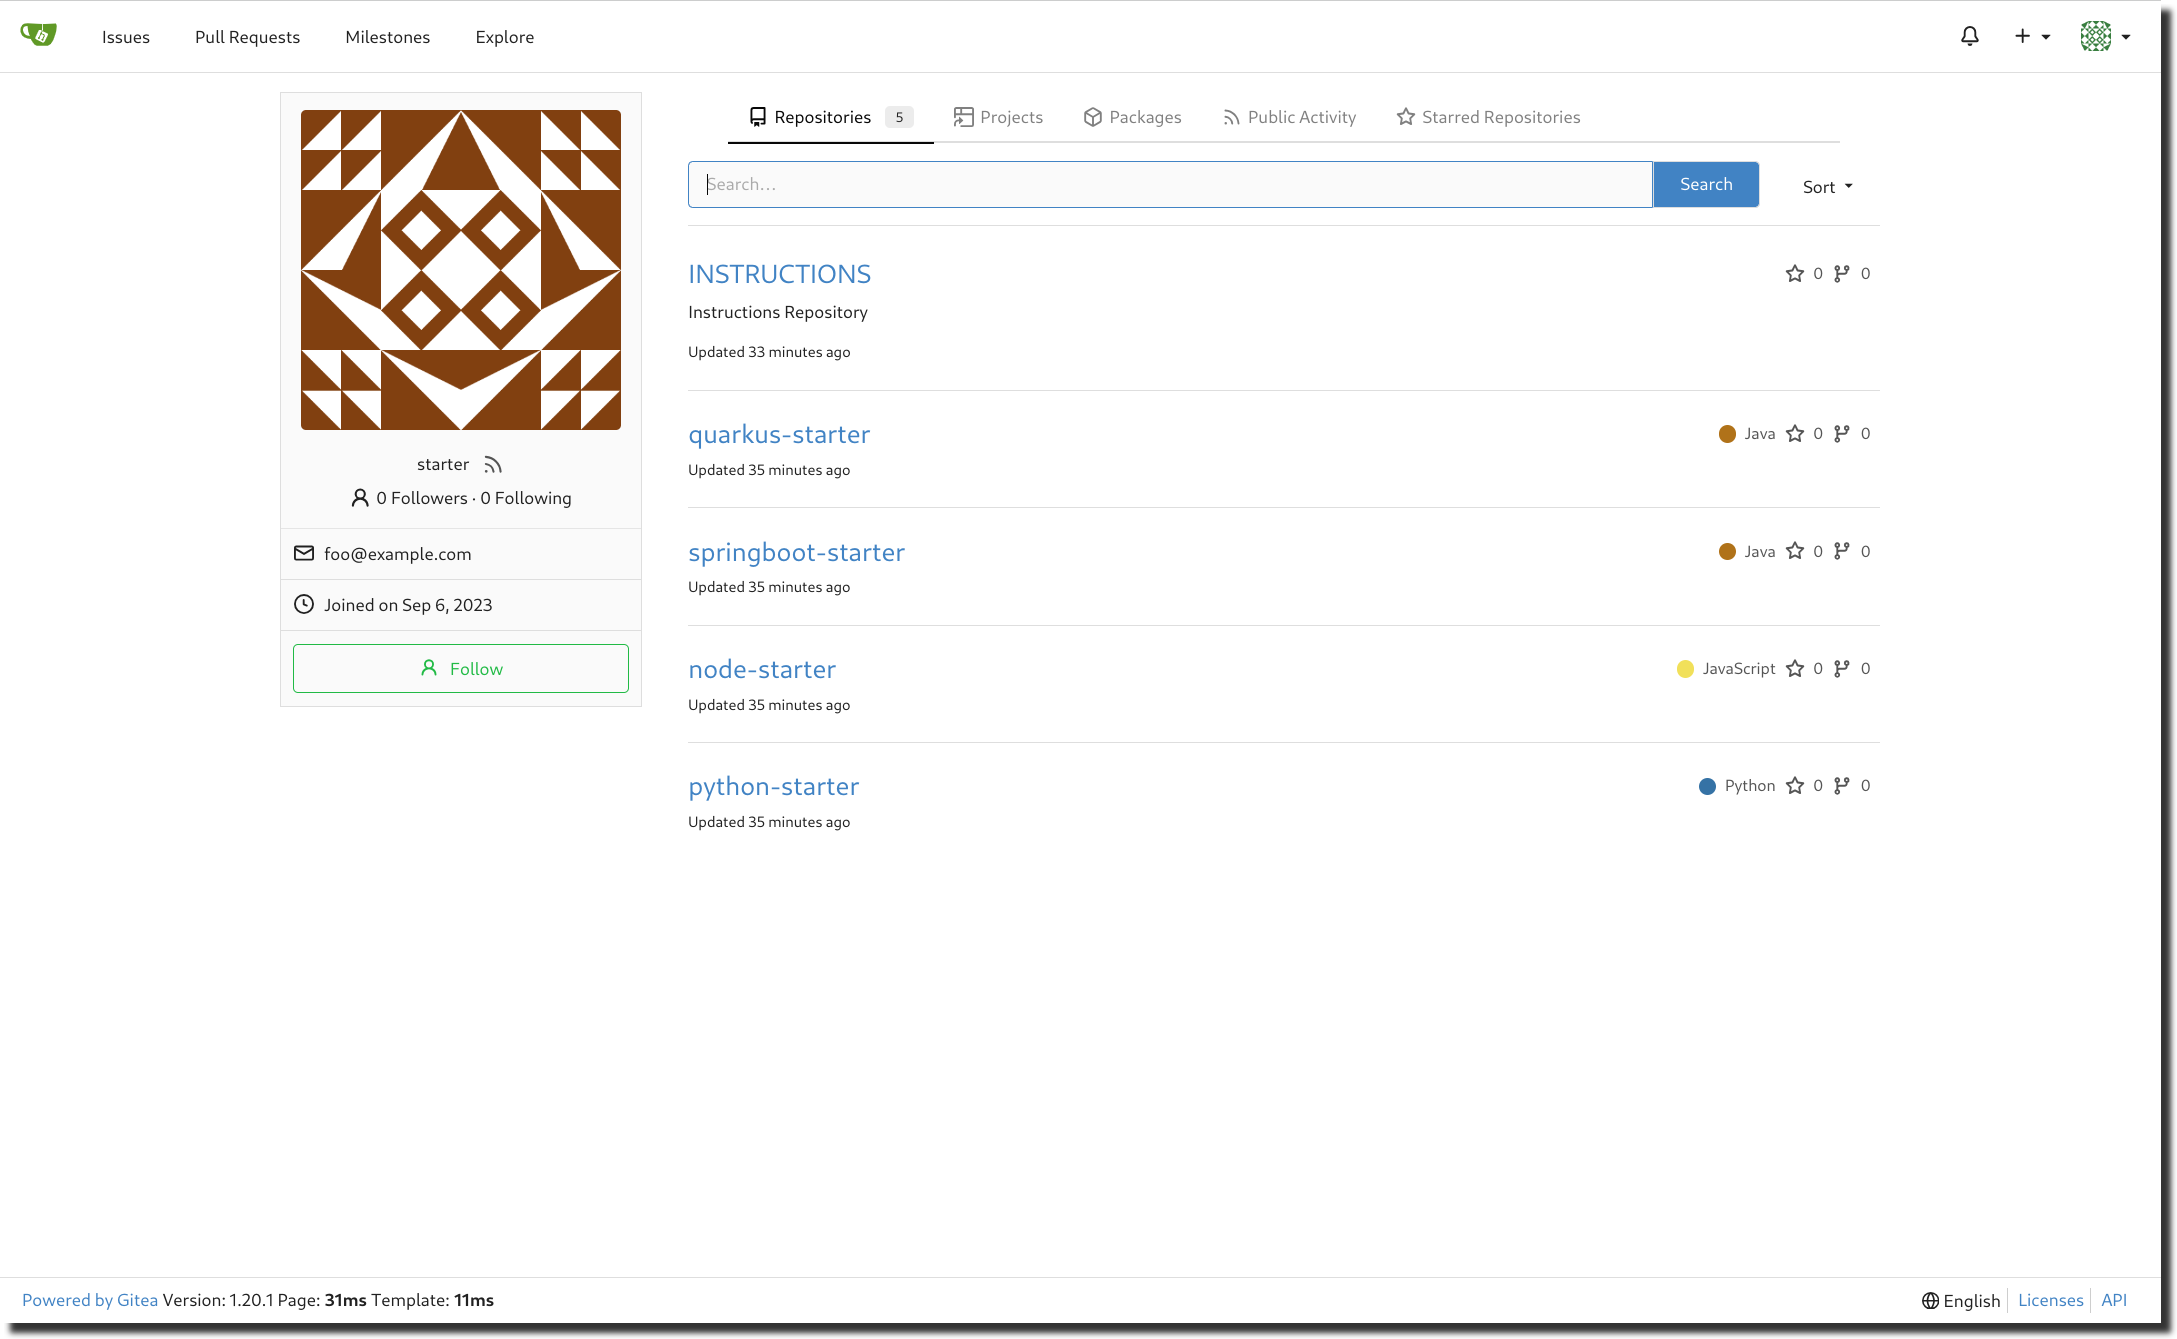 Issues Pull Requests Milestones Explore
Repositories 5 Projects Packages Public Activity Starred Repositories
Search...
Search
Sort
starter
0 Followers · 0 Following
foo@example.com
Joined on Sep 6, 2023
Follow
INSTRUCTIONS
0 0
Instructions Repository
Updated 33 minutes ago
quarkus-starter
Java 0 0
Updated 35 minutes ago
springboot-starter
Java 0 0
Updated 35 minutes ago
node-starter
JavaScript 0 0
Updated 35 minutes ago
python-starter
Python 0 0
Updated 35 minutes ago
Powered by Gitea Version: 1.20.1 Page: 31ms Template: 11ms
English Licenses API